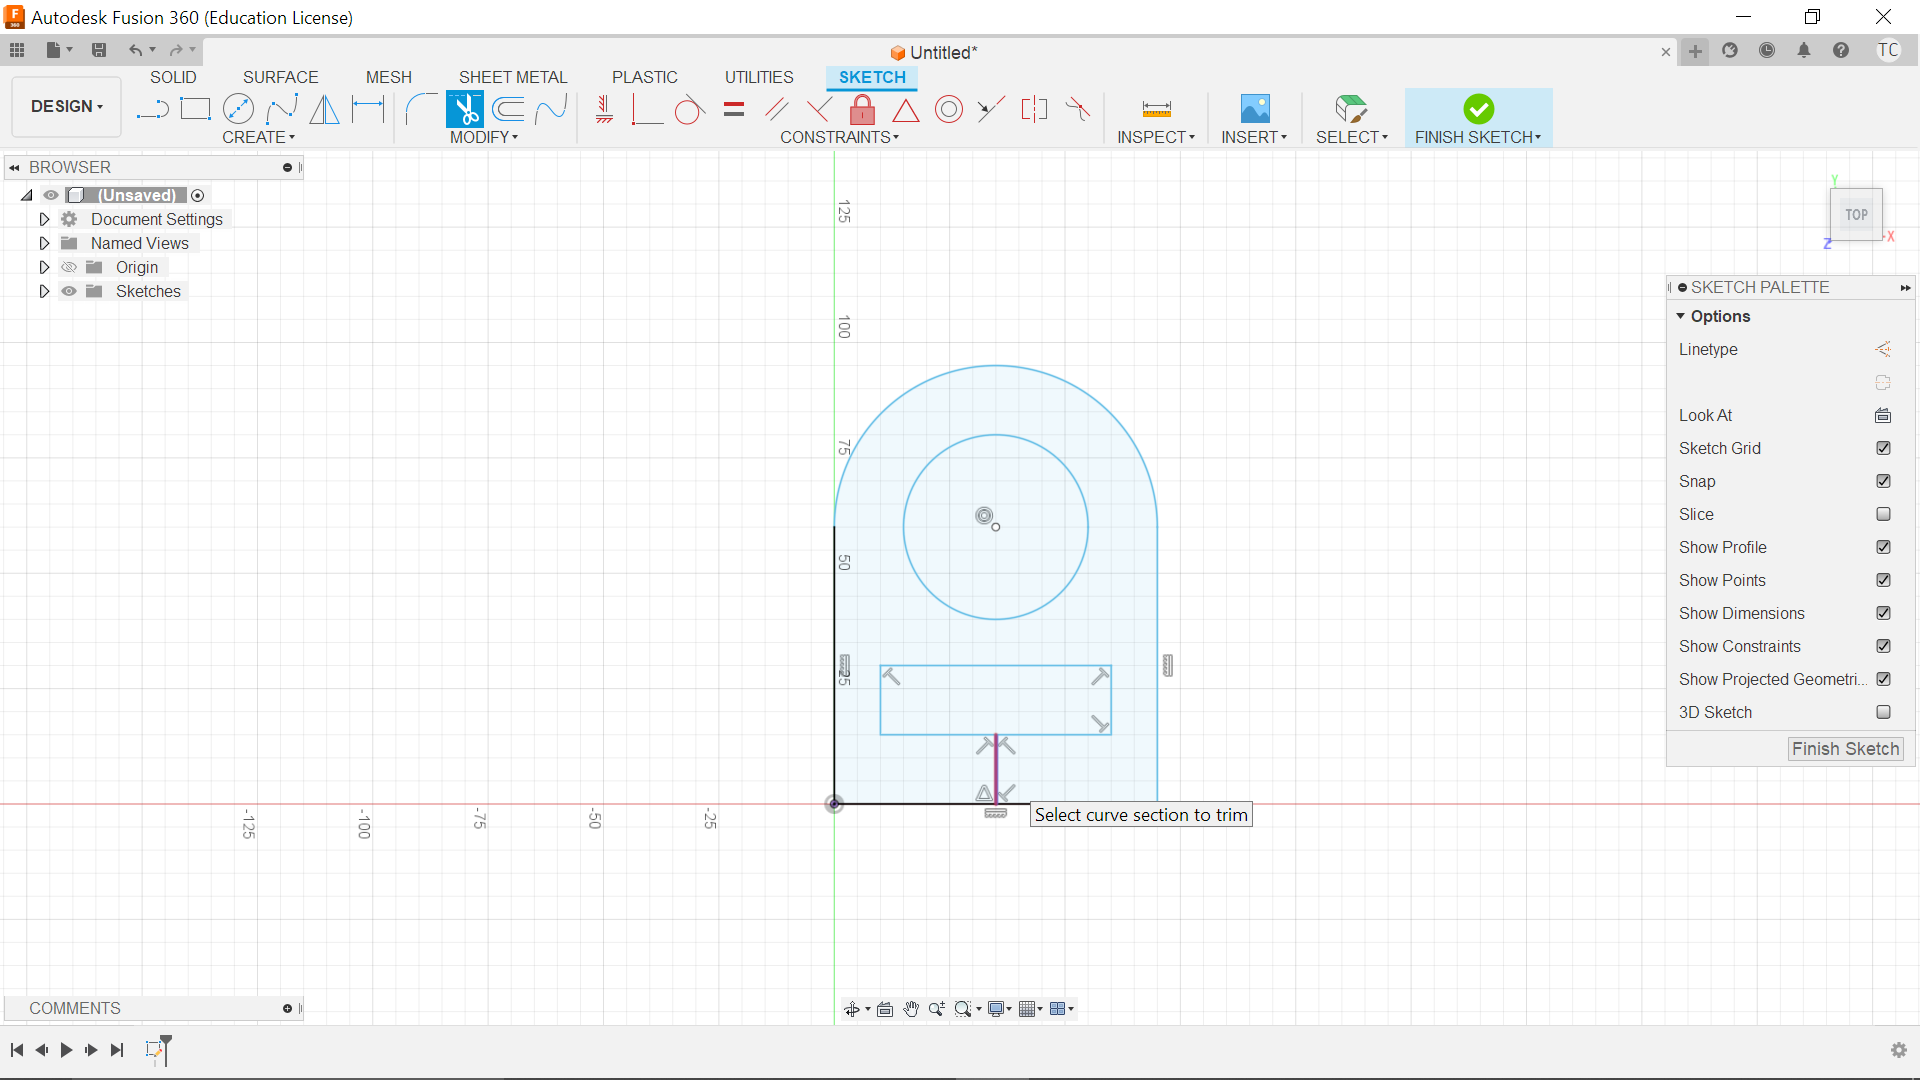 Autodesk Fusion 360 (Education License)
Untitled*
TC
DESIGN
SOLID SURFACE MESH SHEET METAL PLASTIC UTILITIES SKETCH
CREATE MODIFY CONSTRAINTS INSPECT INSERT SELECT FINISH SKETCH
BROWSER
(Unsaved)
Document Settings
Named Views
Origin
Sketches
125
100
75
50
25
-125
-100
-75
-50
-25
Y
TOP
Z
X
SKETCH PALETTE
Options
Linetype
Look At
Sketch Grid
Snap
Slice
Show Profile
Show Points
Show Dimensions
Show Constraints
Show Projected Geometri...
3D Sketch
Finish Sketch
Select curve section to trim
COMMENTS